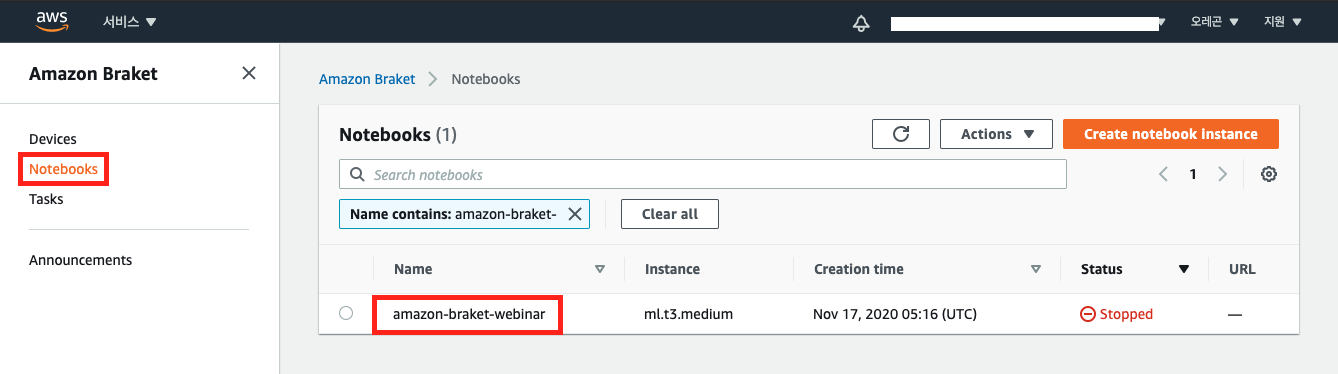 aws 서비스 ▼ 오레곤 ▼ 지원 ▼
Amazon Braket
Devices
Notebooks
Tasks
Announcements
Amazon Braket > Notebooks
Notebooks (1) Actions ▼ Create notebook instance
Search notebooks 1
Name contains: amazon-braket- Clear all
Name Instance Creation time Status URL
amazon-braket-webinar ml.t3.medium Nov 17, 2020 05:16 (UTC) Stopped —